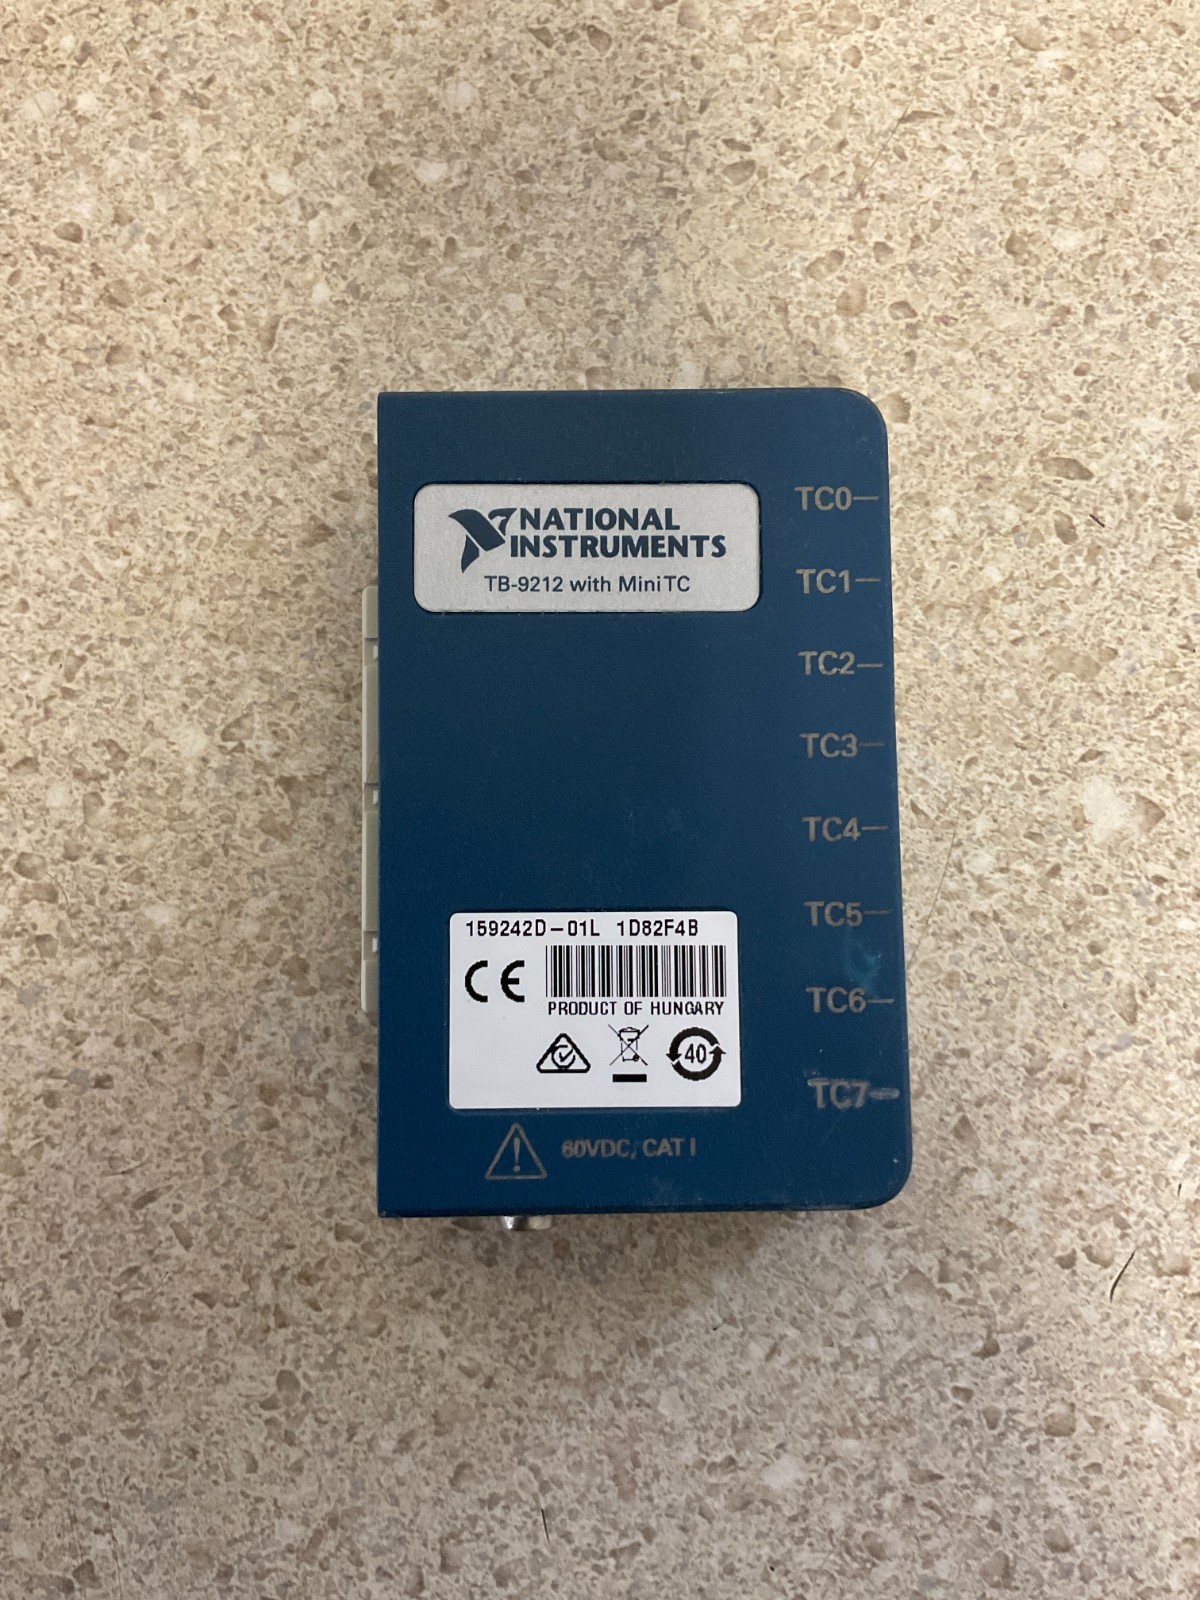 NATIONAL
INSTRUMENTS
TB-9212 with MiniTC
TC0
TC1
TC2
TC3
TC4
TC5
TC6
TC7
159242D-01L 1D82F4B
CE
PRODUCT OF HUNGARY
40
60VDC, CAT I